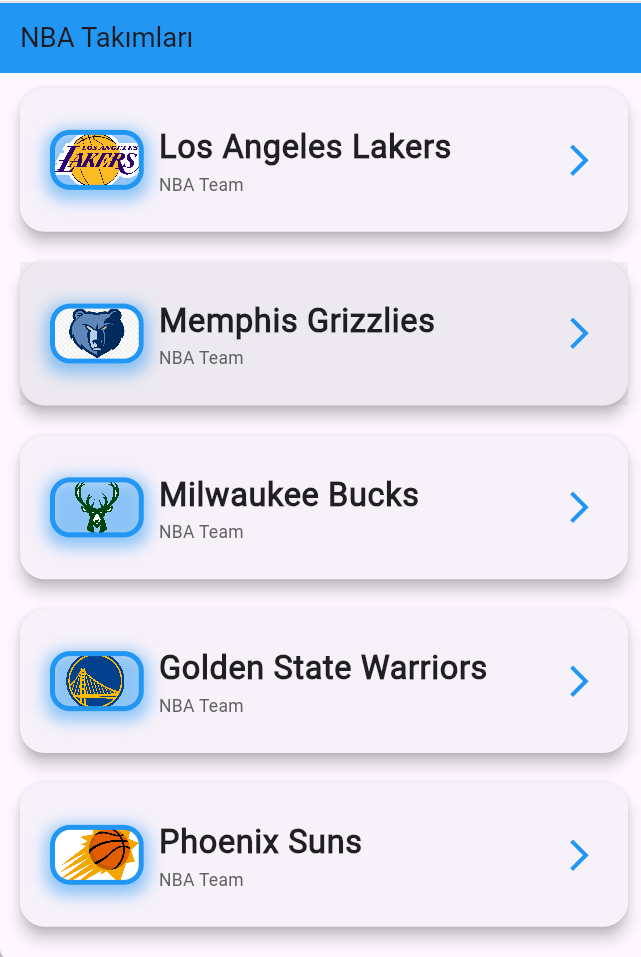 NBA Takımları
LOS ANGELES
LAKERS
Los Angeles Lakers
NBA Team
Memphis Grizzlies
NBA Team
Milwaukee Bucks
NBA Team
Golden State Warriors
NBA Team
Phoenix Suns
NBA Team